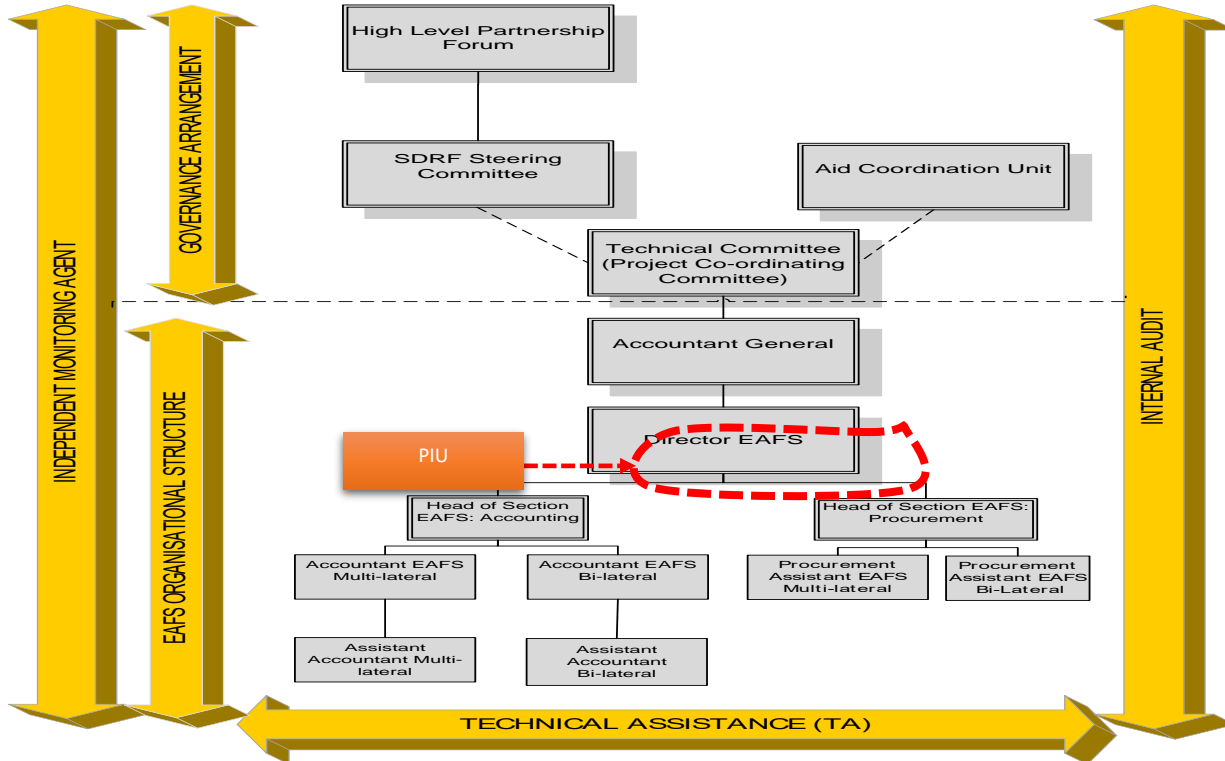 High Level Partnership
Forum
SDRF Steering
Committee
Aid Coordination Unit
Technical Committee
(Project Co-ordinating
Committee)
Accountant General
Director EAFS
PIU
Head of Section
EAFS: Accounting
Head of Section EAFS:
Procurement
Accountant EAFS
Multi-lateral
Accountant EAFS
Bi-lateral
Procurement
Assistant EAFS
Multi-lateral
Procurement
Assistant EAFS
Bi-Lateral
Assistant
Accountant Multi-
lateral
Assistant
Accountant
Bi-lateral
INDEPENDENT MONITORING AGENT
GOVERNANCE ARRANGEMENT
EAFS ORGANISATIONAL STRUCTURE
INTERNAL AUDIT
TECHNICAL ASSISTANCE (TA)